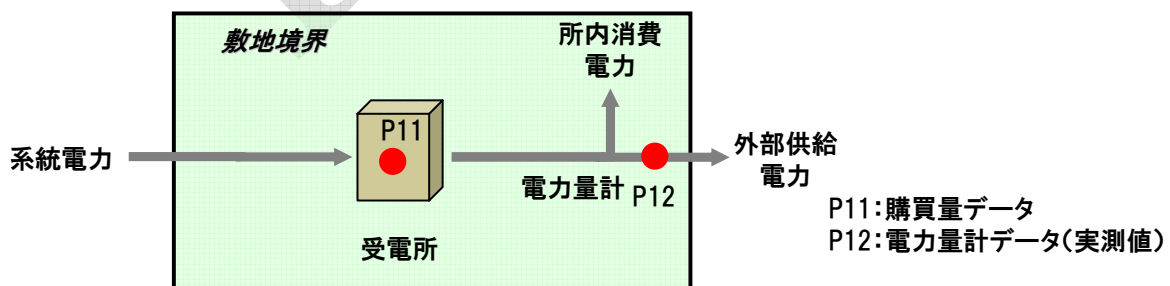 敷地境界
所内消費
電力
P11
系統電力
外部供給
電力
電力量計
P12
受電所
P11:購買量データ
P12:電力量計データ(実測値)